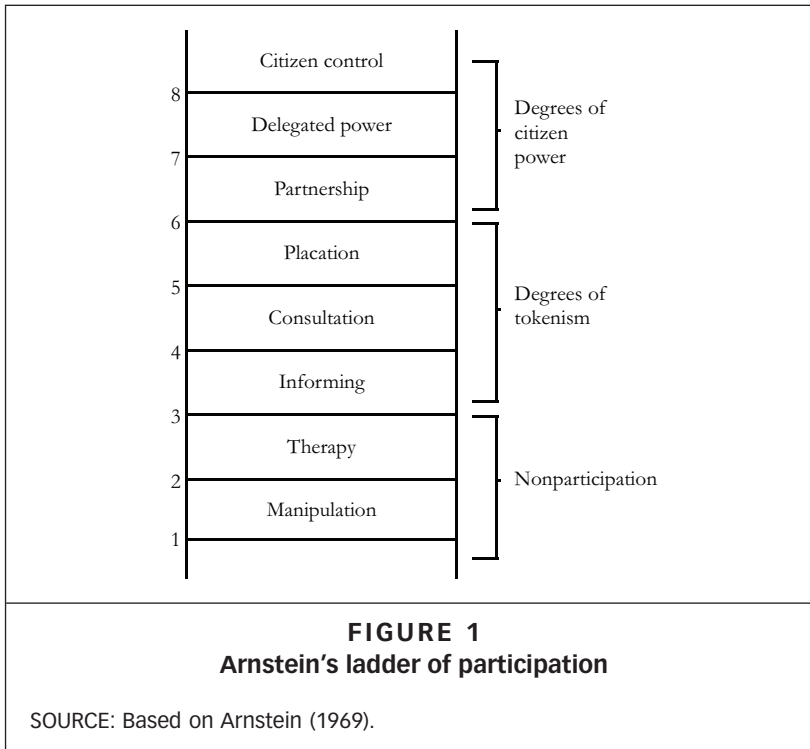 Citizen control
8
Delegated power
7
Partnership
6
Placation
5
Consultation
4
Informing
3
Therapy
2
Manipulation
1
Degrees of
citizen
power
Degrees of
tokenism
Nonparticipation
FIGURE 1
Arnstein’s ladder of participation
SOURCE: Based on Arnstein (1969).